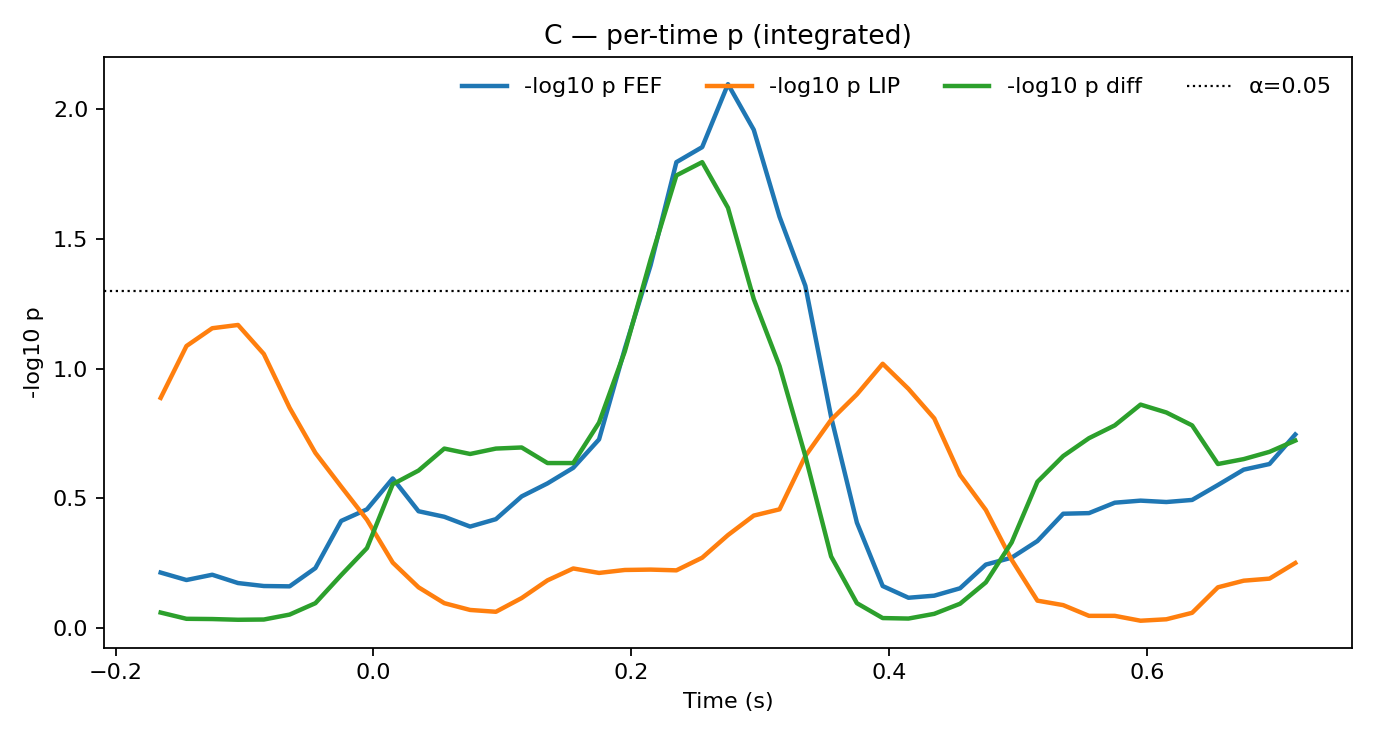 C — per-time p (integrated)
-log10 p FEF -log10 p LIP -log10 p diff α=0.05
2.0
1.5
1.0
0.5
0.0
-log10 p
−0.2 0.0 0.2 0.4 0.6
Time (s)